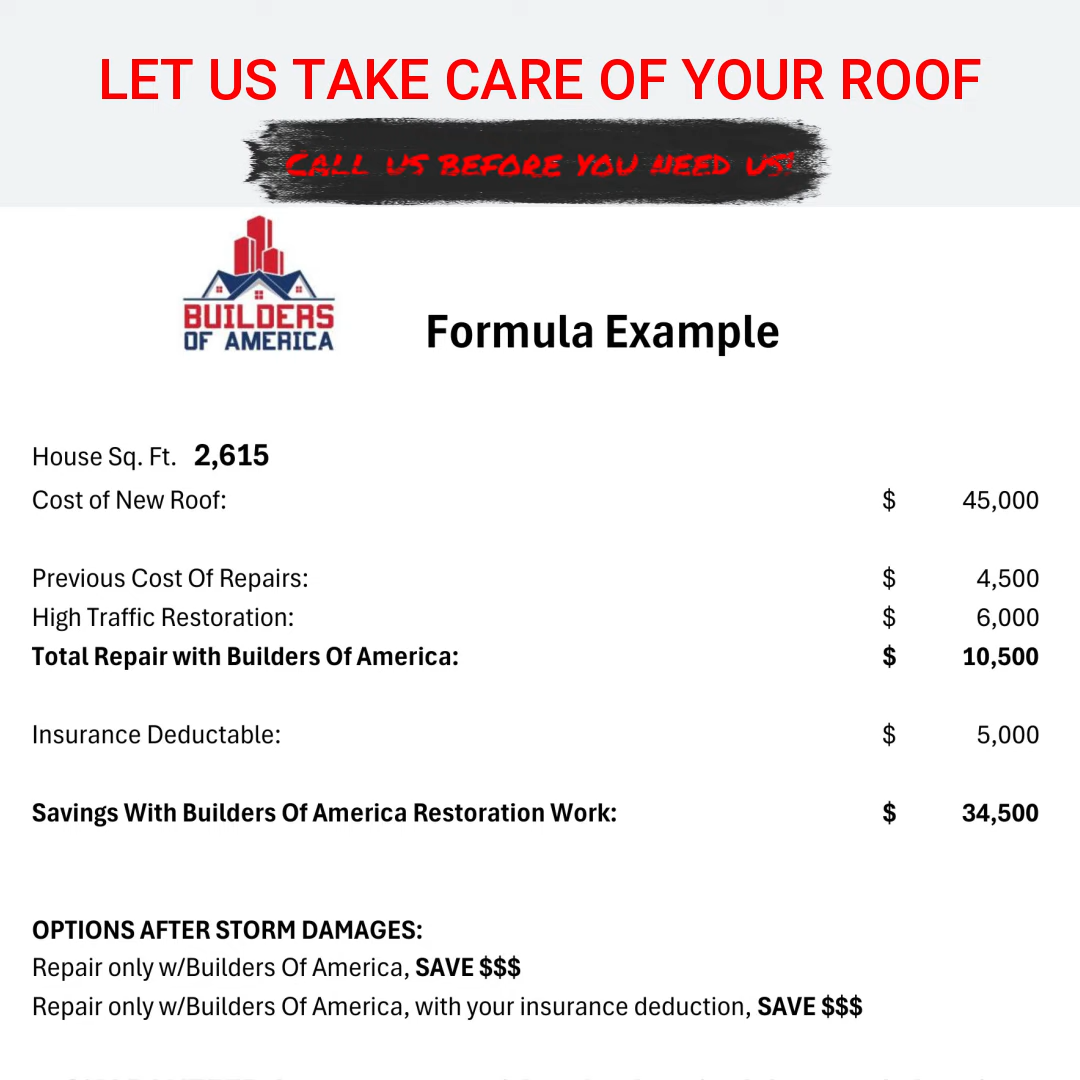 LET US TAKE CARE OF YOUR ROOF
CALL US BEFORE YOU NEED US!
BUILDERS
OF AMERICA
Formula Example
House Sq. Ft. 2,615
Cost of New Roof: $ 45,000
Previous Cost Of Repairs: $ 4,500
High Traffic Restoration: $ 6,000
Total Repair with Builders Of America: $ 10,500
Insurance Deductable: $ 5,000
Savings With Builders Of America Restoration Work: $ 34,500
OPTIONS AFTER STORM DAMAGES:
Repair only w/Builders Of America, SAVE $$$
Repair only w/Builders Of America, with your insurance deduction, SAVE $$$